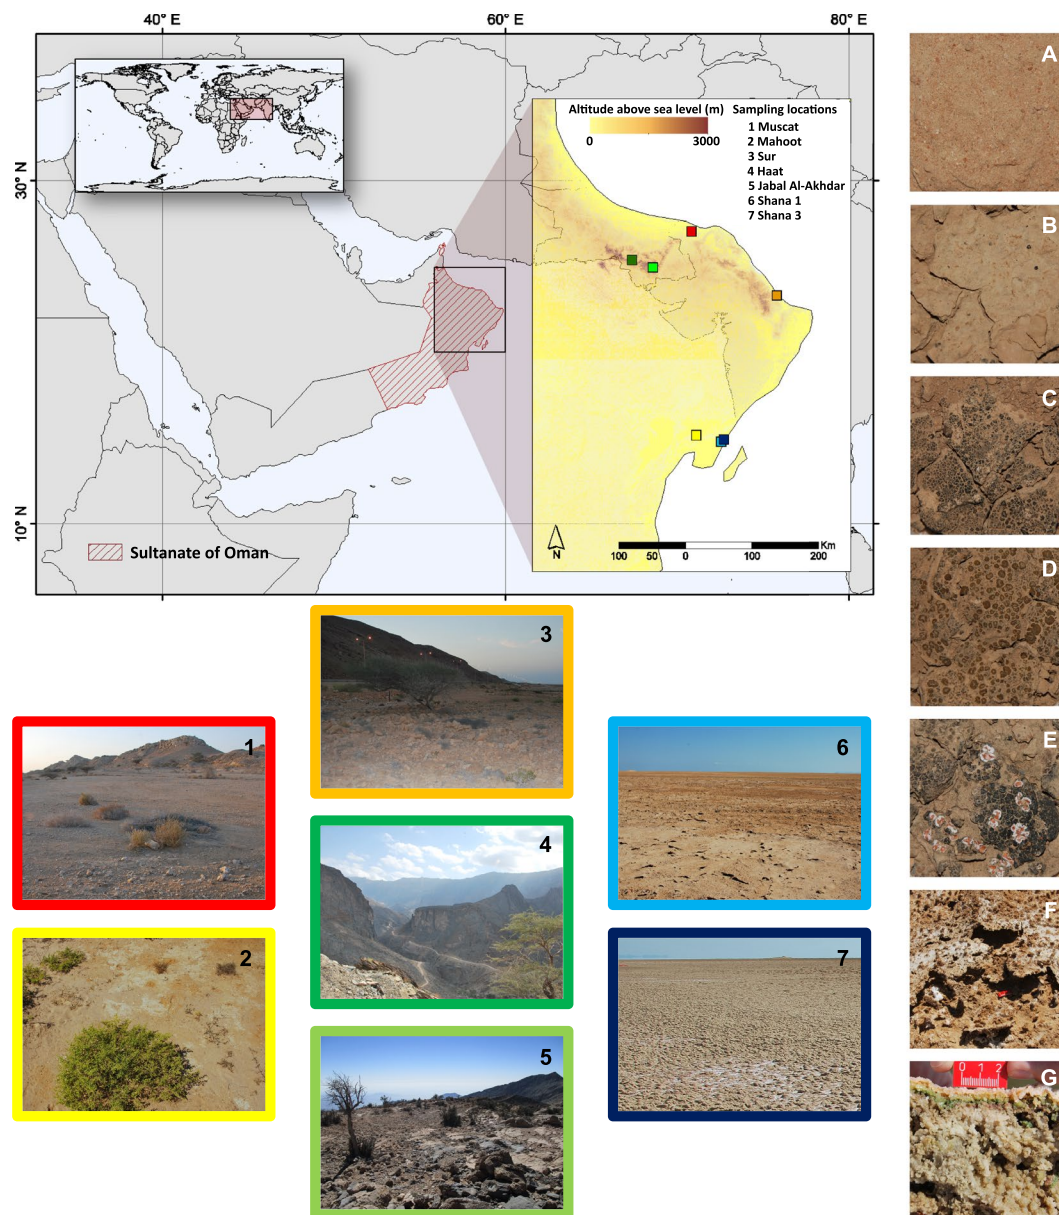 40° E 60° E 80° E
30° N
10° N
Altitude above sea level (m)
0 3000
Sampling locations
1 Muscat
2 Mahoot
3 Sur
4 Haat
5 Jabal Al-Akhdar
6 Shana 1
7 Shana 3
Sultanate of Oman
N
Km
100 50 0 100 200
A
B
C
D
E
F
G
0 1 2
1
2
3
4
5
6
7